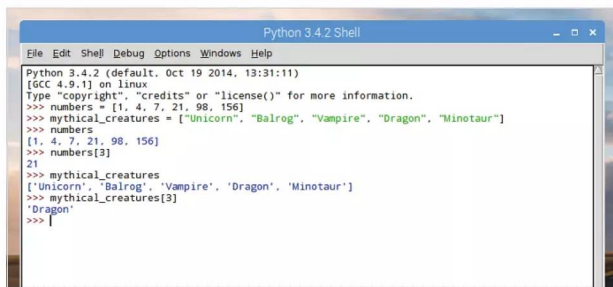 Python 3.4.2 Shell
File Edit Shell Debug Options Windows Help
Python 3.4.2 (default, Oct 19 2014, 13:31:11)
[GCC 4.9.1] on linux
Type "copyright", "credits" or "license()" for more information.
>>> numbers = [1, 4, 7, 21, 98, 156]
>>> mythical_creatures = ["Unicorn", "Balrog", "Vampire", "Dragon", "Minotaur"]
>>> numbers
[1, 4, 7, 21, 98, 156]
>>> numbers[3]
21
>>> mythical_creatures
['Unicorn', 'Balrog', 'Vampire', 'Dragon', 'Minotaur']
>>> mythical_creatures[3]
'Dragon'
>>>